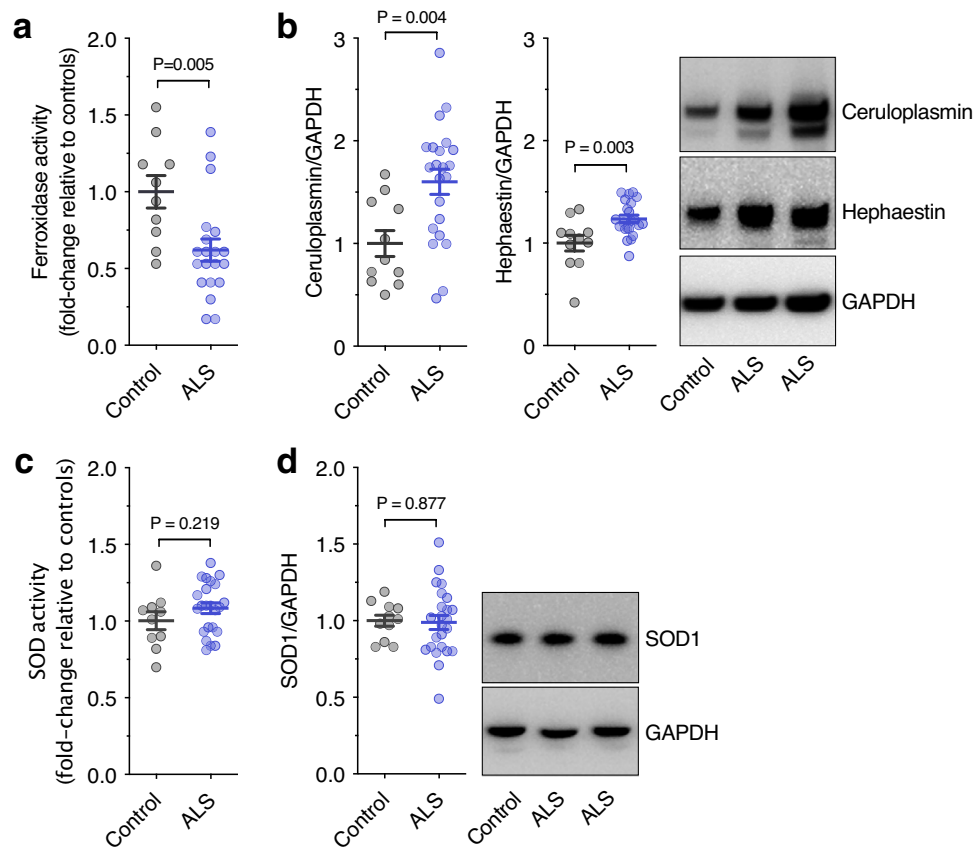 a
Ferroxidase activity
(fold-change relative to controls)
2.0
1.5
1.0
0.5
0.0
P=0.005
Control
ALS
b
Ceruloplasmin/GAPDH
3
2
1
0
P = 0.004
Control
ALS
Hephaestin/GAPDH
3
2
1
0
P = 0.003
Control
ALS
Ceruloplasmin
Hephaestin
GAPDH
Control
ALS
ALS
c
SOD activity
(fold-change relative to controls)
2.0
1.5
1.0
0.5
0.0
P = 0.219
Control
ALS
d
SOD1/GAPDH
2.0
1.5
1.0
0.5
0.0
P = 0.877
Control
ALS
SOD1
GAPDH
Control
ALS
ALS